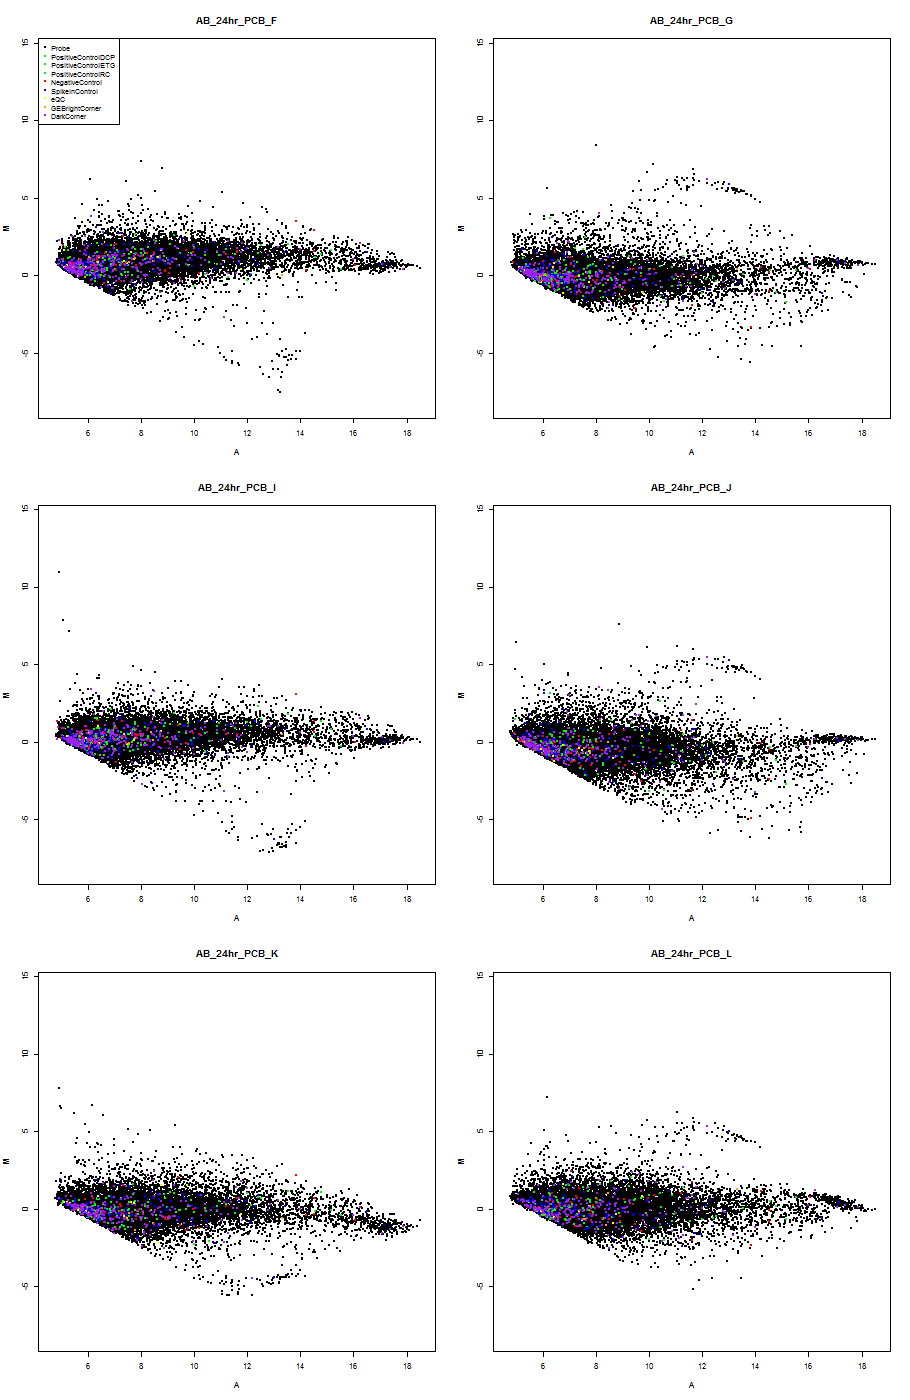 AB_24hr_PCB_F
AB_24hr_PCB_G
15
10
5
0
-5
M
Probe
PositiveControlDCP
PositiveControlETG
PositiveControlRC
NegativeControl
SpikeInControl
eQC
GEBrightCorner
DarkCorner
6 8 10 12 14 16 18
A
15
10
5
0
-5
M
6 8 10 12 14 16 18
A
AB_24hr_PCB_I
AB_24hr_PCB_J
15
10
5
0
-5
M
6 8 10 12 14 16 18
A
15
10
5
0
-5
M
6 8 10 12 14 16 18
A
AB_24hr_PCB_K
AB_24hr_PCB_L
15
10
5
0
-5
M
6 8 10 12 14 16 18
A
15
10
5
0
-5
M
6 8 10 12 14 16 18
A